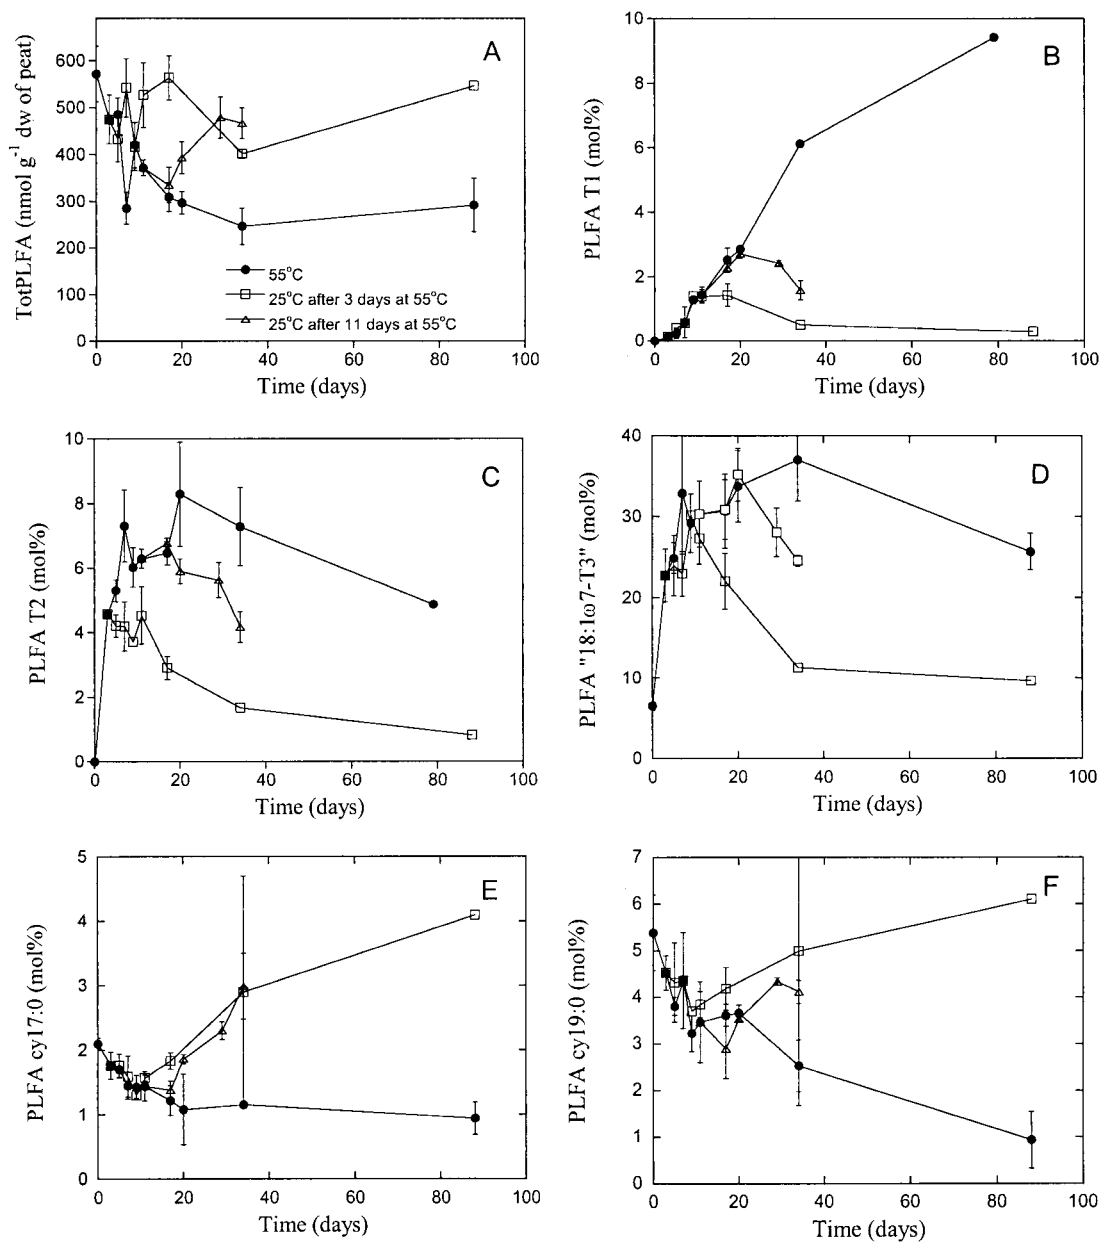 A
TotPLFA (nmol g⁻¹ dw of peat)
600
500
400
300
200
100
0
55°C
25°C after 3 days at 55°C
25°C after 11 days at 55°C
0 20 40 60 80 100
Time (days)
B
PLFA T1 (mol%)
10
8
6
4
2
0
0 20 40 60 80 100
Time (days)
C
PLFA T2 (mol%)
10
8
6
4
2
0
0 20 40 60 80 100
Time (days)
D
PLFA "18:1ω7-T3" (mol%)
40
30
20
10
0
0 20 40 60 80 100
Time (days)
E
PLFA cy17:0 (mol%)
5
4
3
2
1
0
0 20 40 60 80 100
Time (days)
F
PLFA cy19:0 (mol%)
7
6
5
4
3
2
1
0
0 20 40 60 80 100
Time (days)